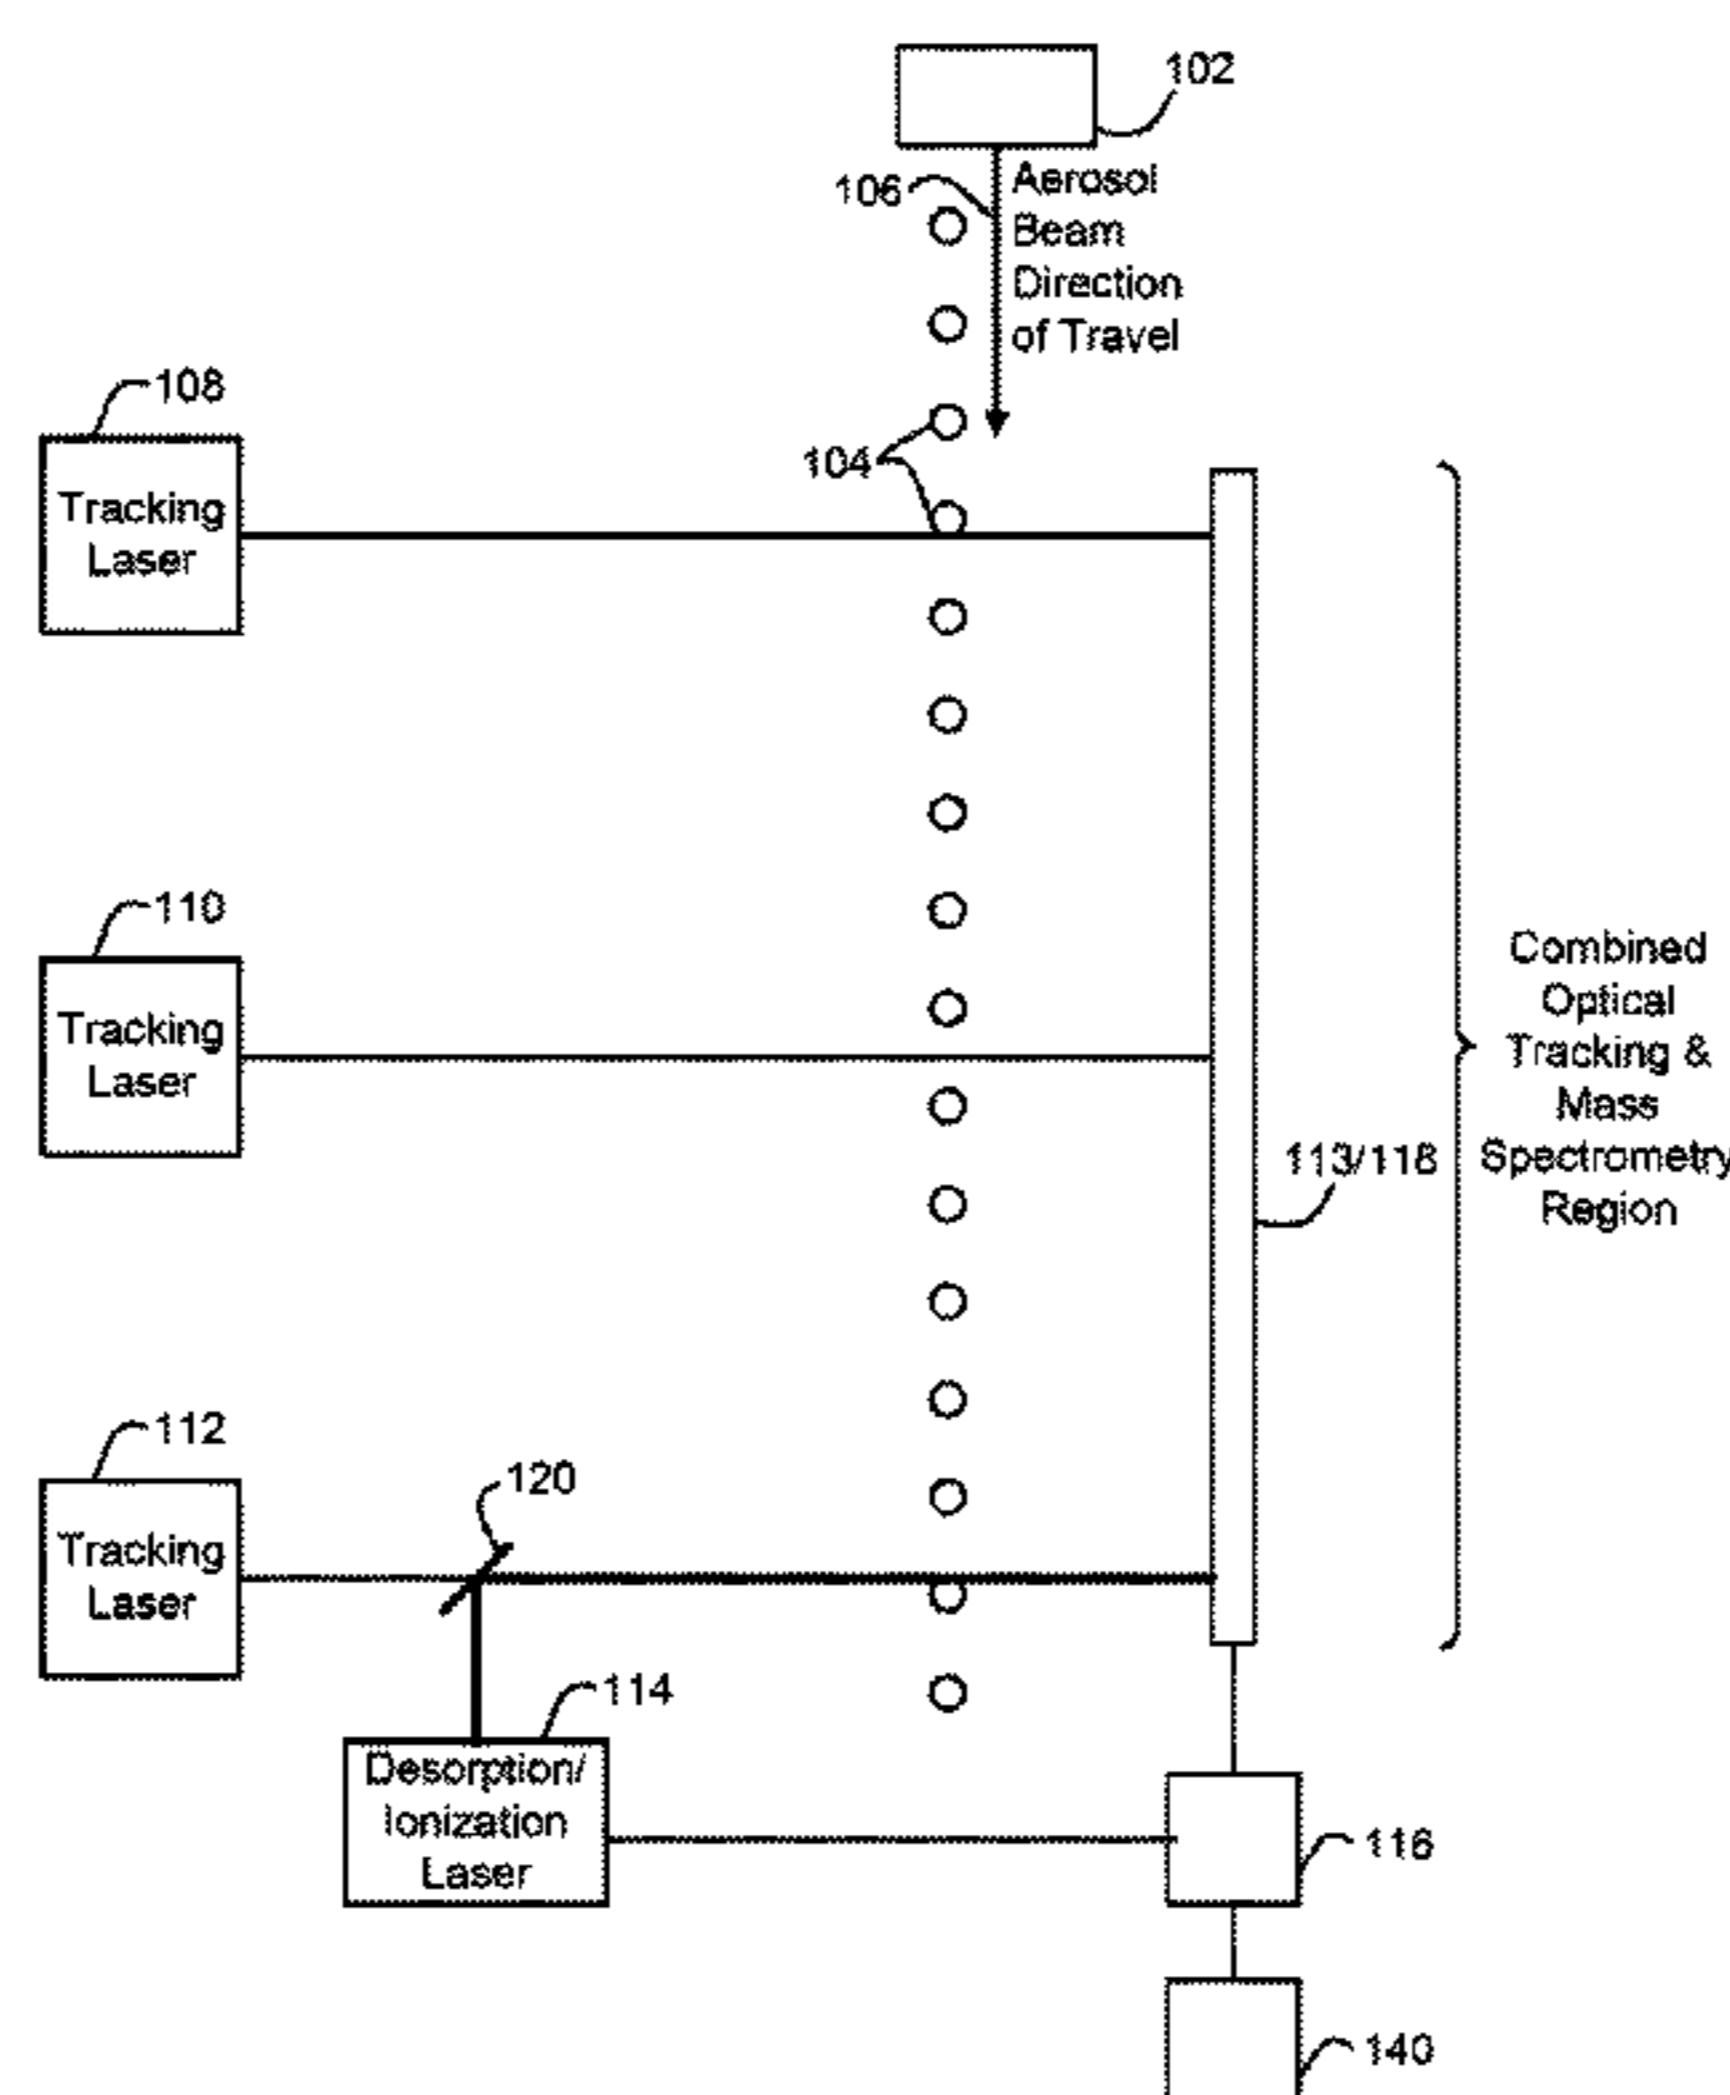 102
106
Aerosol
Beam
Direction
of Travel
108
104
Tracking
Laser
110
Combined
Optical
Tracking &
Mass
Spectrometry
Region
Tracking
Laser
113/118
112
120
Tracking
Laser
114
Desorption/
Ionization
Laser
116
140